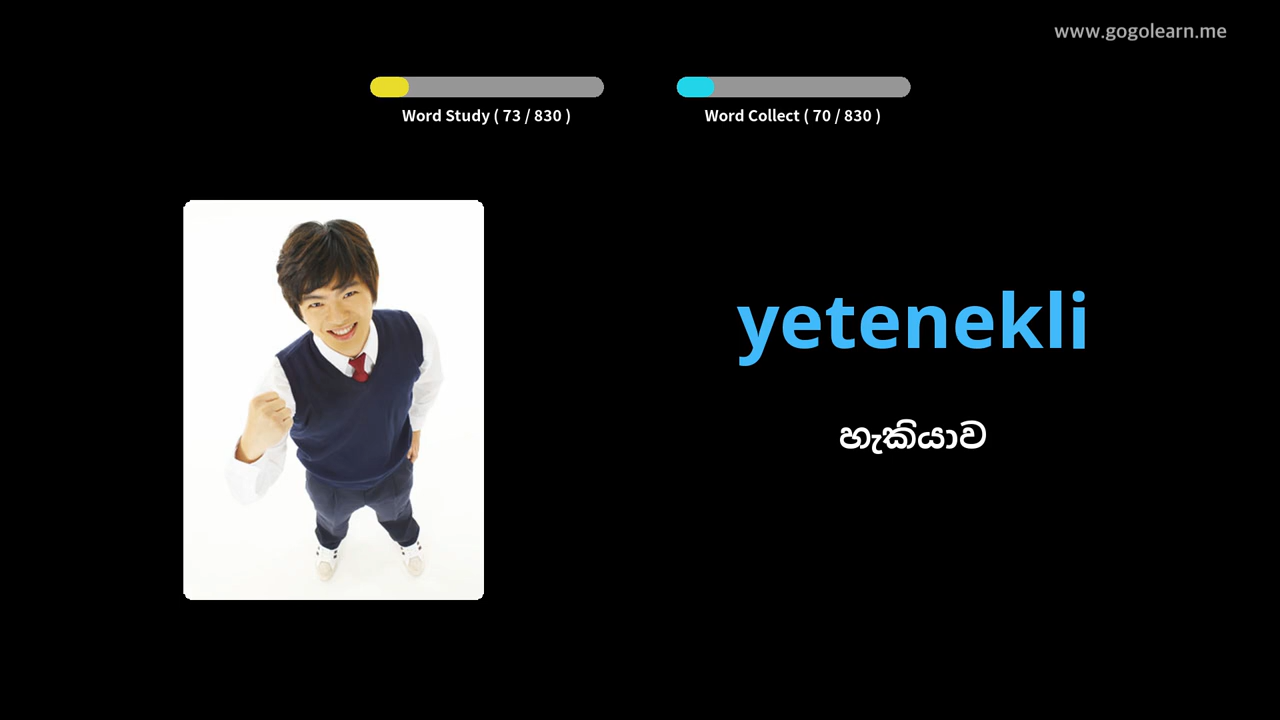 www.gogolearn.me
Word Study ( 73 / 830 )
Word Collect ( 70 / 830 )
yetenekli
හැකියාව